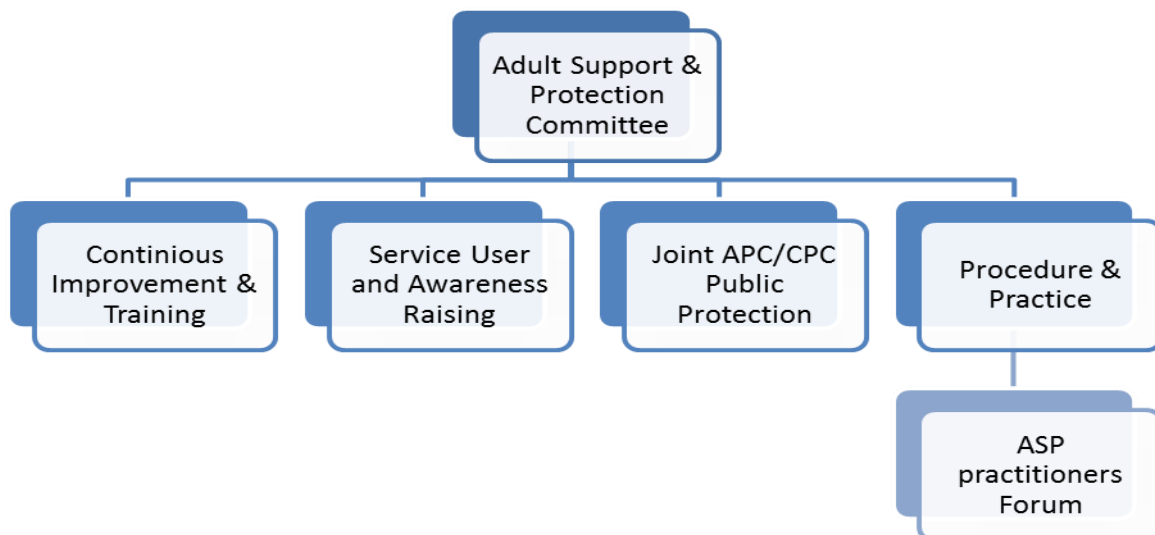 Adult Support &
Protection
Committee
Continious
Improvement &
Training
Service User
and Awareness
Raising
Joint APC/CPC
Public
Protection
Procedure &
Practice
ASP
practitioners
Forum